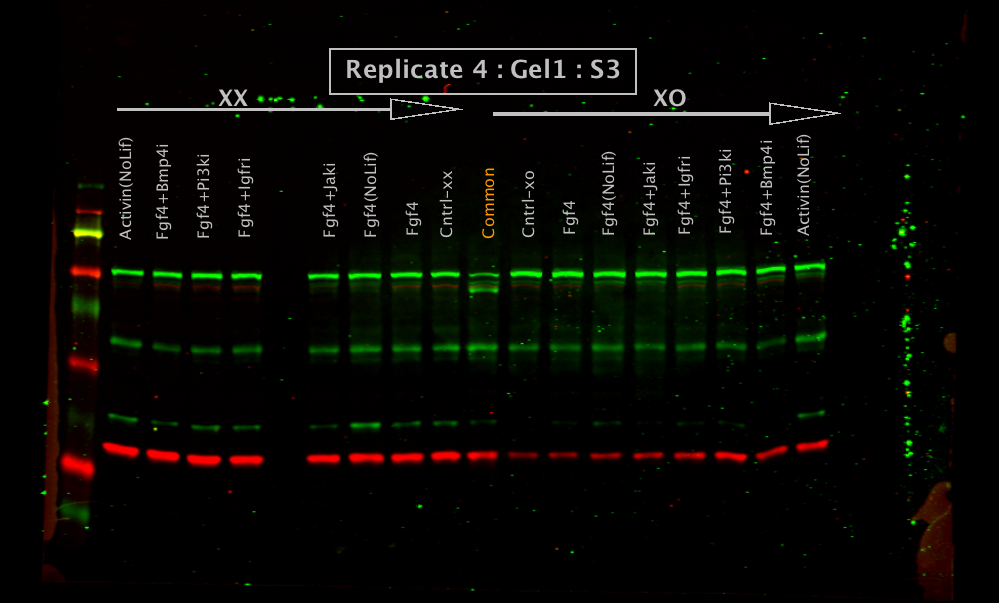 Replicate 4 : Gel1 : S3
XX
XO
Activin(NoLif)
Fgf4+Bmp4i
Fgf4+Pi3ki
Fgf4+Igfri
Fgf4+Jaki
Fgf4(NoLif)
Fgf4
Cntrl-xx
Common
Cntrl-xo
Fgf4
Fgf4(NoLif)
Fgf4+Jaki
Fgf4+Igfri
Fgf4+Pi3ki
Fgf4+Bmp4i
Activin(NoLif)